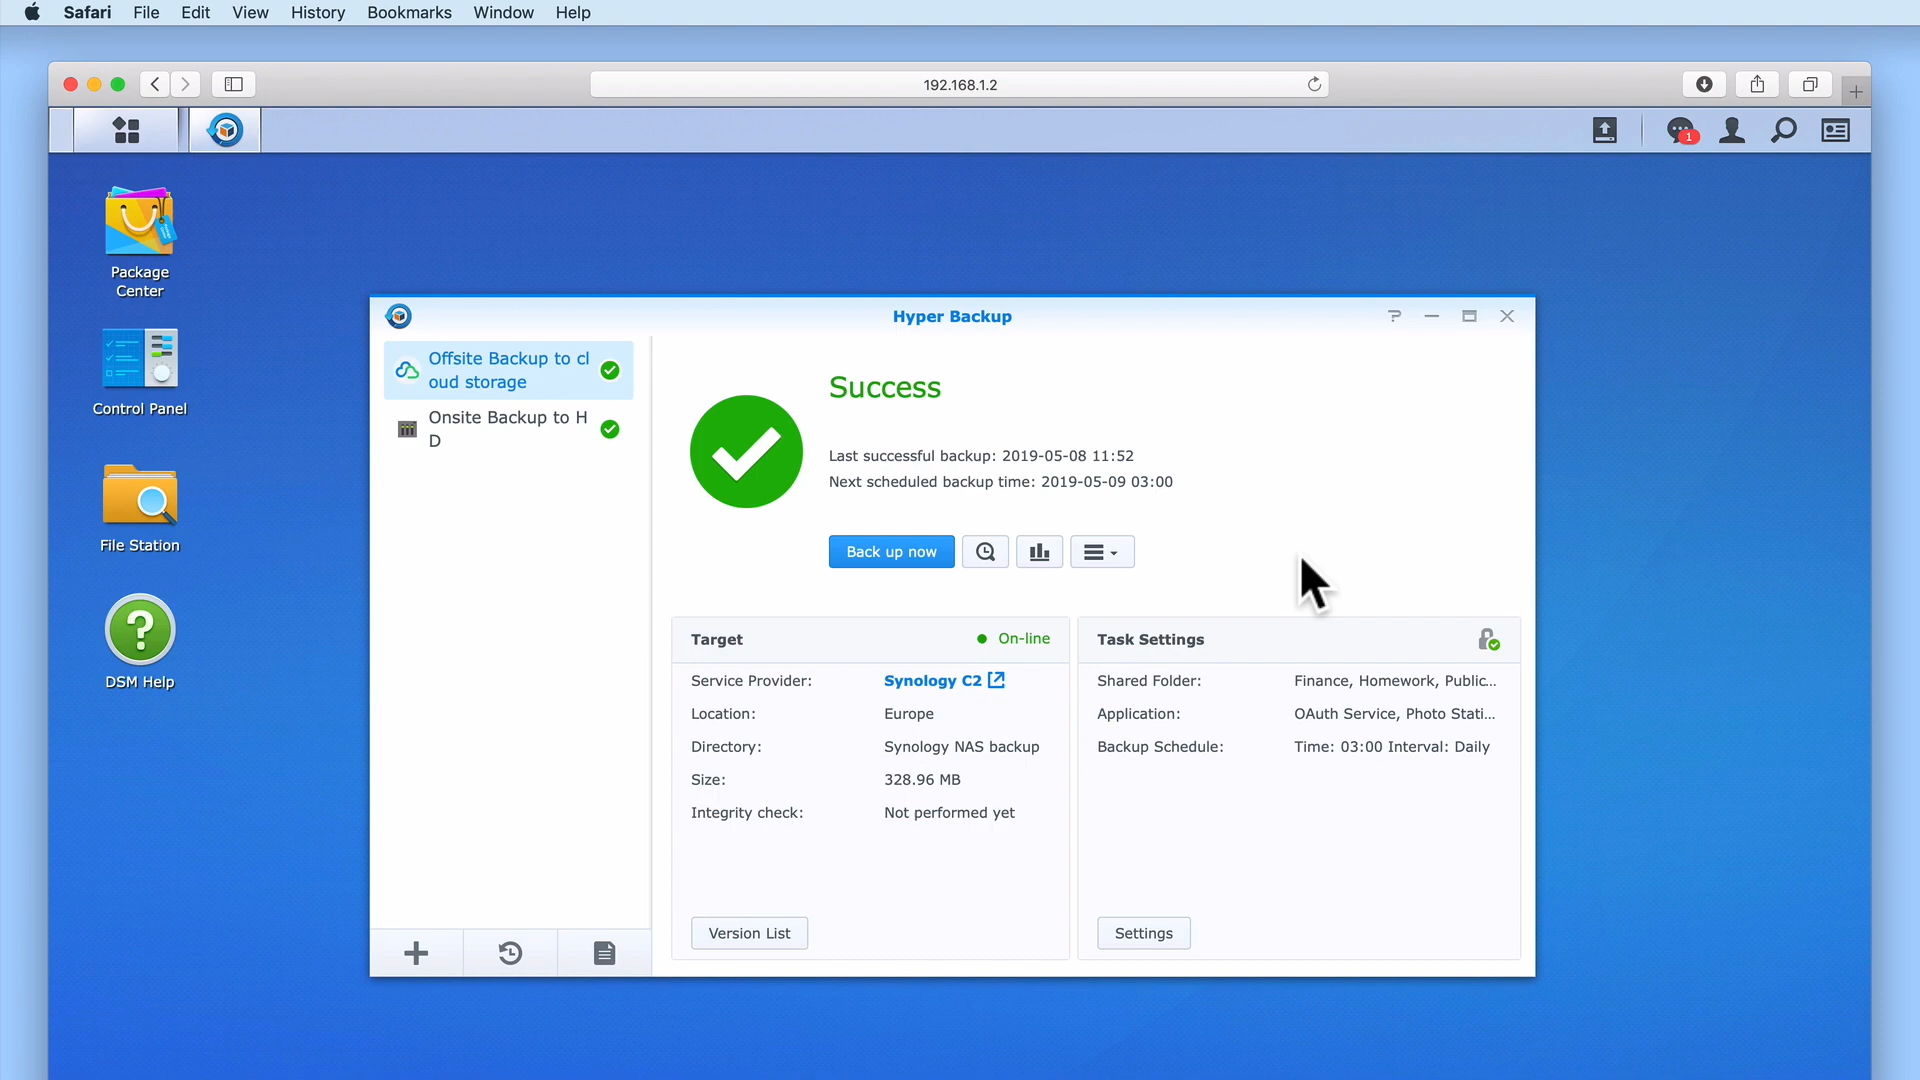 Safari File Edit View History Bookmarks Window Help
192.168.1.2
1
Package
Center
Control Panel
File Station
DSM Help
Hyper Backup
Offsite Backup to cl
oud storage
Onsite Backup to H
D
Success
Last successful backup: 2019-05-08 11:52
Next scheduled backup time: 2019-05-09 03:00
Back up now
Target On-line
Service Provider: Synology C2
Location: Europe
Directory: Synology NAS backup
Size: 328.96 MB
Integrity check: Not performed yet
Version List
Task Settings
Shared Folder: Finance, Homework, Public...
Application: OAuth Service, Photo Stati...
Backup Schedule: Time: 03:00 Interval: Daily
Settings